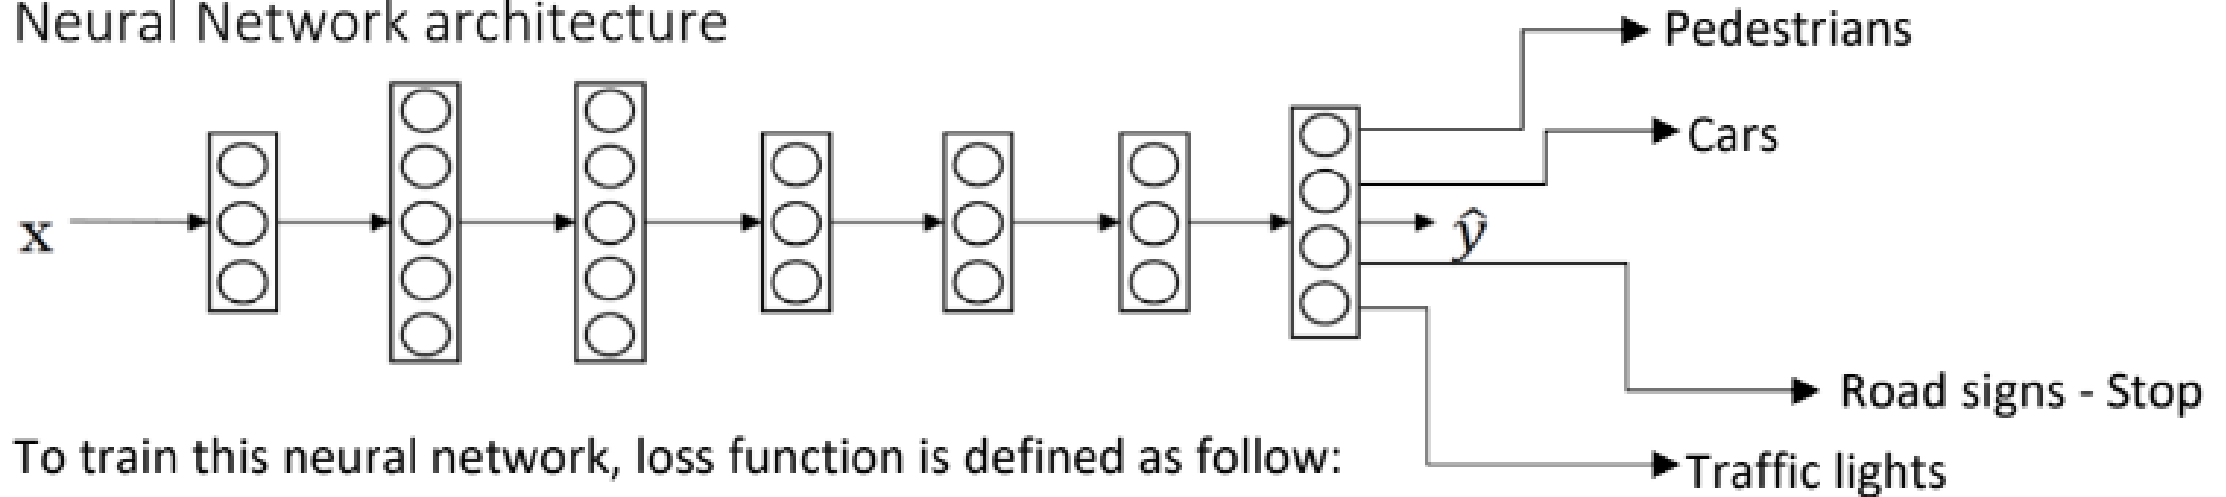 Neural Network architecture
Pedestrians
Cars
x
ŷ
Road signs - Stop
To train this neural network, loss function is defined as follow:
Traffic lights